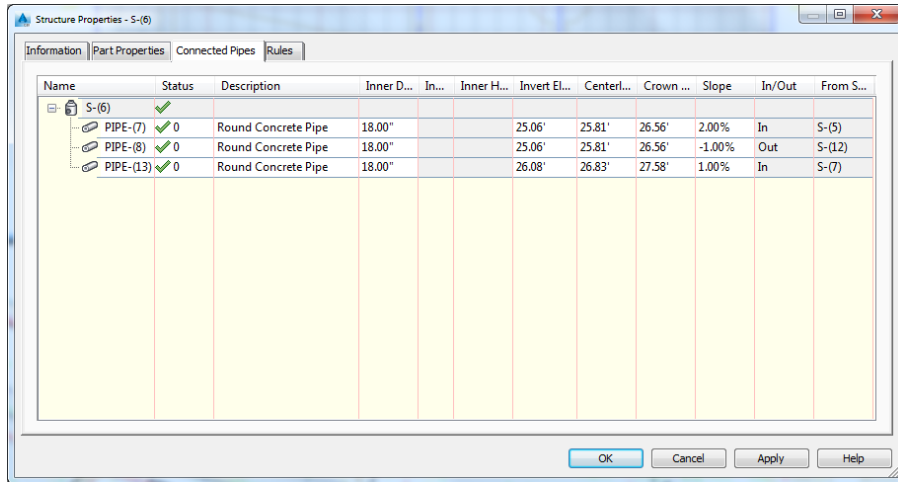 Structure Properties - S-(6)
Information Part Properties Connected Pipes Rules
Name Status Description Inner D... In... Inner H... Invert El... Centerl... Crown ... Slope In/Out From S...
S-(6)
PIPE-(7) 0 Round Concrete Pipe 18.00" 25.06' 25.81' 26.56' 2.00% In S-(5)
PIPE-(8) 0 Round Concrete Pipe 18.00" 25.06' 25.81' 26.56' -1.00% Out S-(12)
PIPE-(13) 0 Round Concrete Pipe 18.00" 26.08' 26.83' 27.58' 1.00% In S-(7)
OK Cancel Apply Help